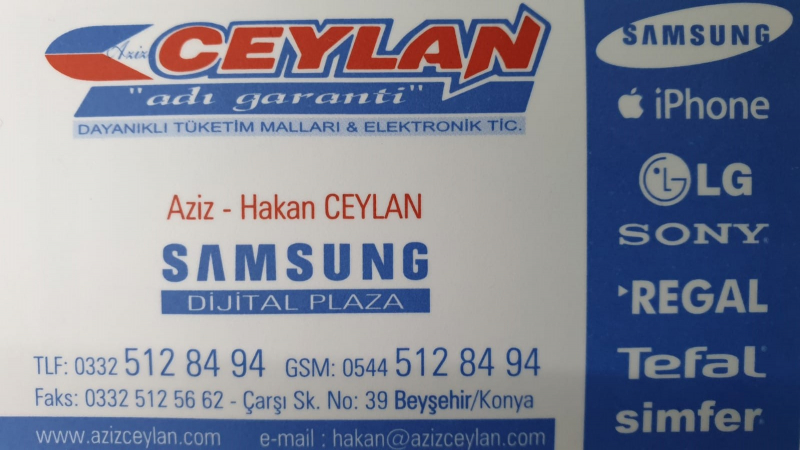 Aziz CEYLAN
"adı garanti"
DAYANIKLI TÜKETİM MALLARI & ELEKTRONİK TİC.
Aziz - Hakan CEYLAN
SAMSUNG
DİJİTAL PLAZA
TLF: 0332 512 84 94 GSM: 0544 512 84 94
Faks: 0332 512 56 62 - Çarşı Sk. No: 39 Beyşehir/Konya
www.azizceylan.com e-mail : hakan@azizceylan.com
SAMSUNG
iPhone
LG
SONY
REGAL
Tefal
simfer